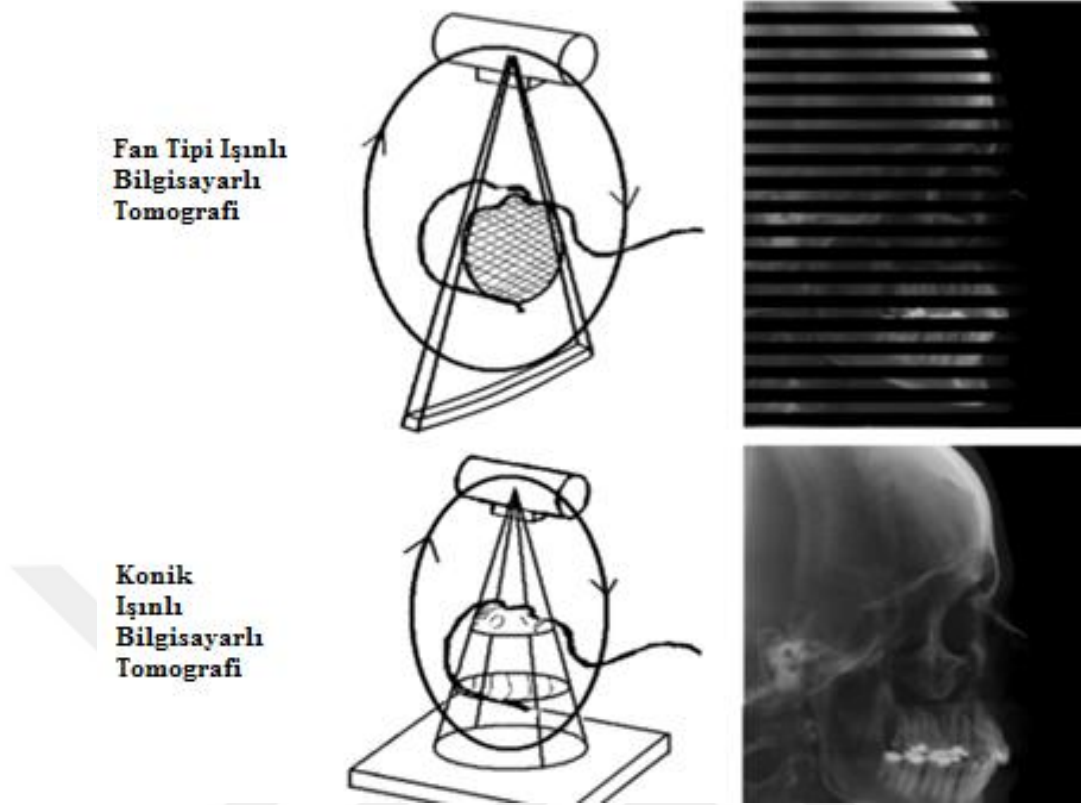 Fan Tipi Işınlı
Bilgisayarlı
Tomografi
Konik
Işınlı
Bilgisayarlı
Tomografi